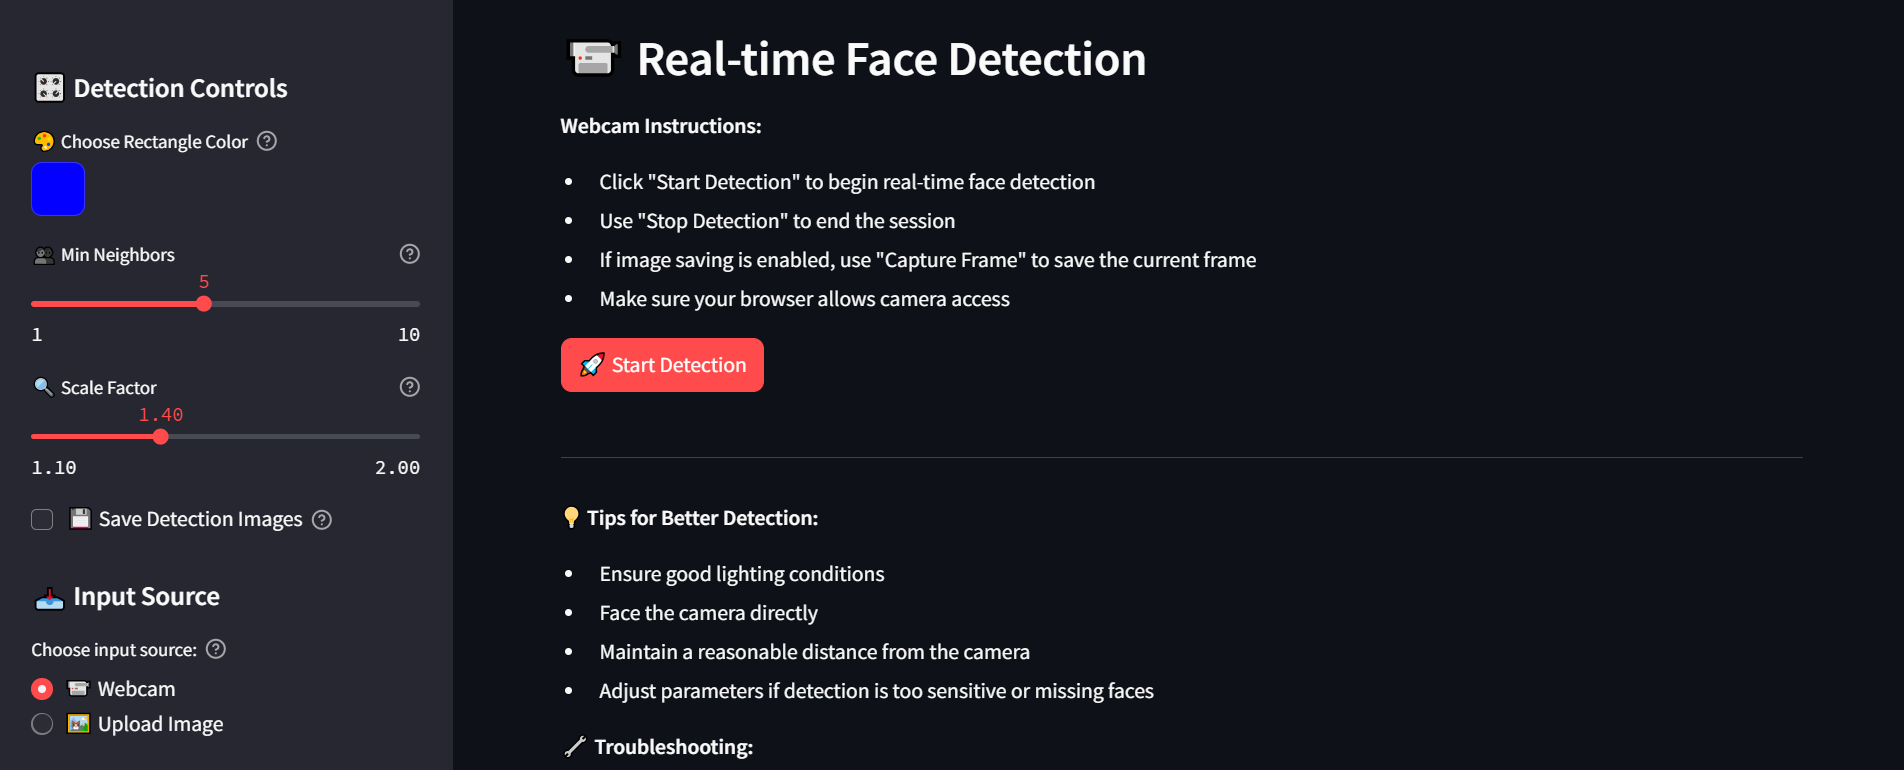 Detection Controls
Choose Rectangle Color
Min Neighbors
5
1 10
Scale Factor
1.40
1.10 2.00
Save Detection Images
Input Source
Choose input source:
Webcam
Upload Image
Real-time Face Detection
Webcam Instructions:
Click "Start Detection" to begin real-time face detection
Use "Stop Detection" to end the session
If image saving is enabled, use "Capture Frame" to save the current frame
Make sure your browser allows camera access
Start Detection
Tips for Better Detection:
Ensure good lighting conditions
Face the camera directly
Maintain a reasonable distance from the camera
Adjust parameters if detection is too sensitive or missing faces
Troubleshooting: